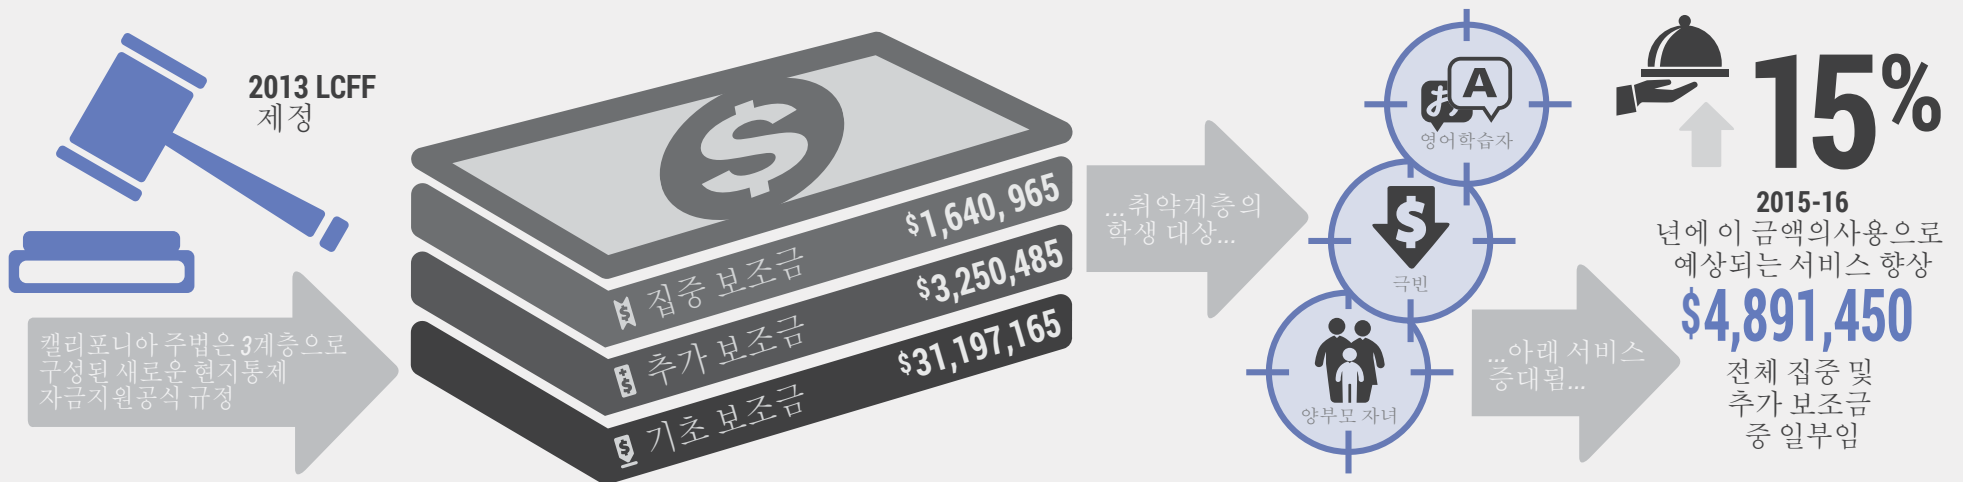 2013 LCFF
제정
캘리포니아 주법은 3계층으로
구성된 새로운 현지통제
자금지원공식 규정
$
$ 집중 보조금 $1,640, 965
$ 추가 보조금 $3,250,485
$ 기초 보조금 $31,197,165
...취약계층의
학생 대상...
あ A
영어학습자
$
극빈
양부모 자녀
...아래 서비스
증대됨...
15%
2015-16
년에 이 금액의사용으로
예상되는 서비스 향상
$4,891,450
전체 집중 및
추가 보조금
중 일부임